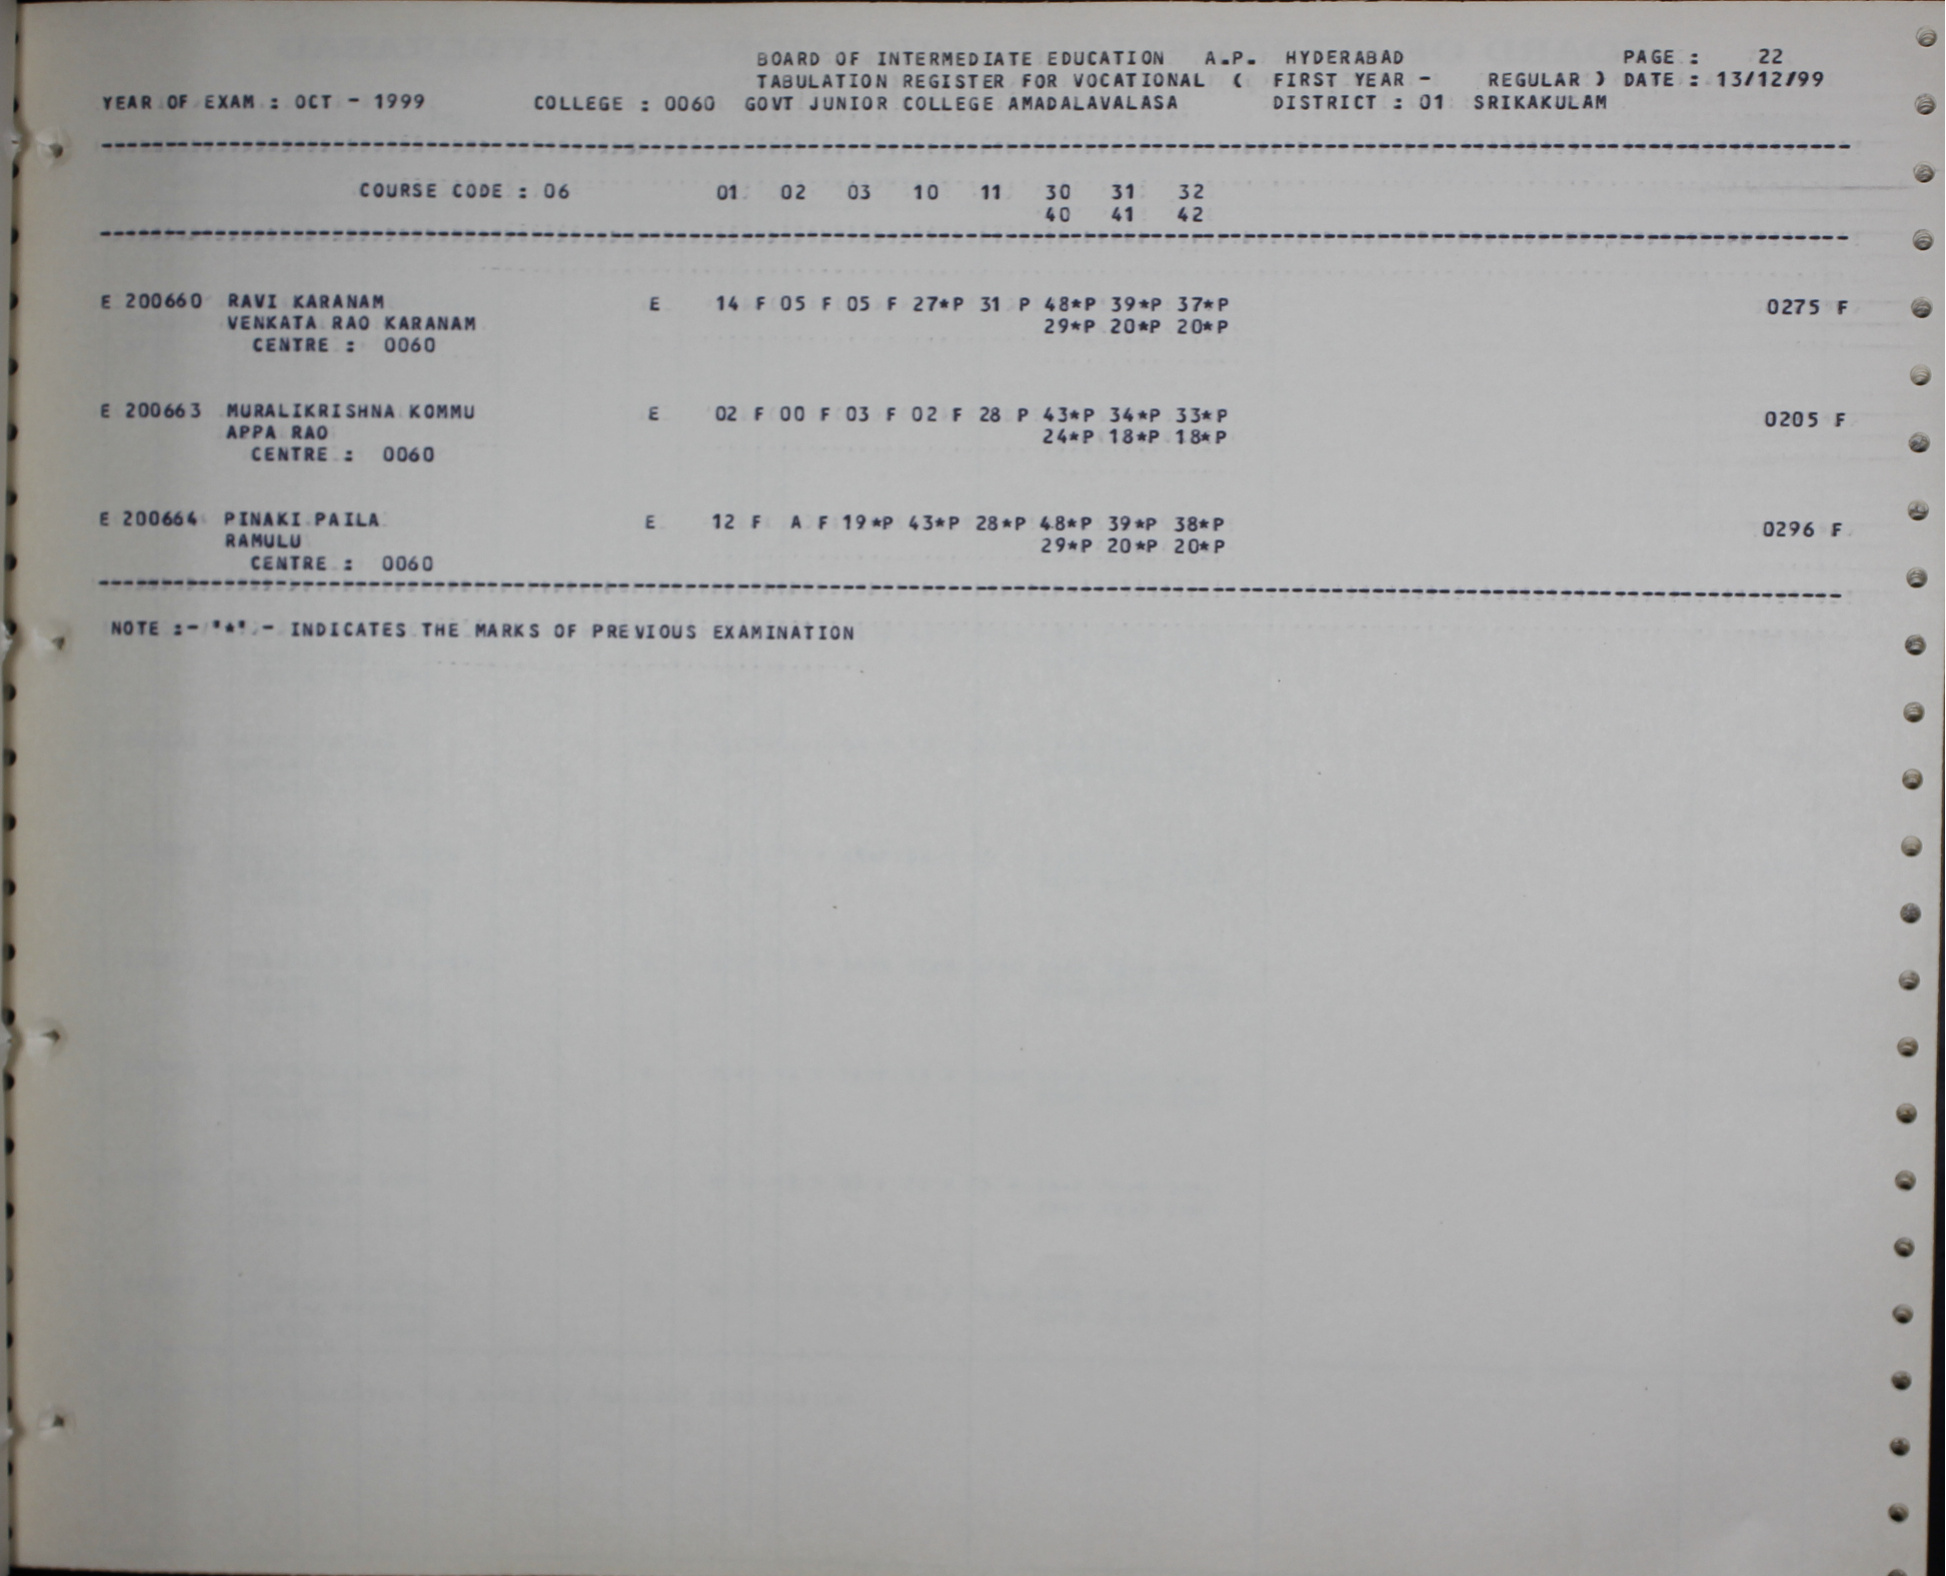 BOARD OF INTERMEDIATE EDUCATION A.P. HYDERABAD PAGE : 22
TABULATION REGISTER FOR VOCATIONAL ( FIRST YEAR - REGULAR ) DATE : 13/12/99
YEAR OF EXAM : OCT - 1999 COLLEGE : 0060 GOVT JUNIOR COLLEGE AMADALAVALASA DISTRICT : 01 SRIKAKULAM
COURSE CODE : 06 01 02 03 10 11 30 31 32
40 41 42
E 200660 RAVI KARANAM E 14 F 05 F 05 F 27*P 31 P 48*P 39*P 37*P 0275 F
VENKATA RAO KARANAM 29*P 20*P 20*P
CENTRE : 0060
E 200663 MURALIKRISHNA KOMMU E 02 F 00 F 03 F 02 F 28 P 43*P 34*P 33*P 0205 F
APPA RAO 24*P 18*P 18*P
CENTRE : 0060
E 200664 PINAKI PAILA E 12 F A F 19*P 43*P 28*P 48*P 39*P 38*P 0296 F
RAMULU 29*P 20*P 20*P
CENTRE : 0060
NOTE :- "*" - INDICATES THE MARKS OF PREVIOUS EXAMINATION